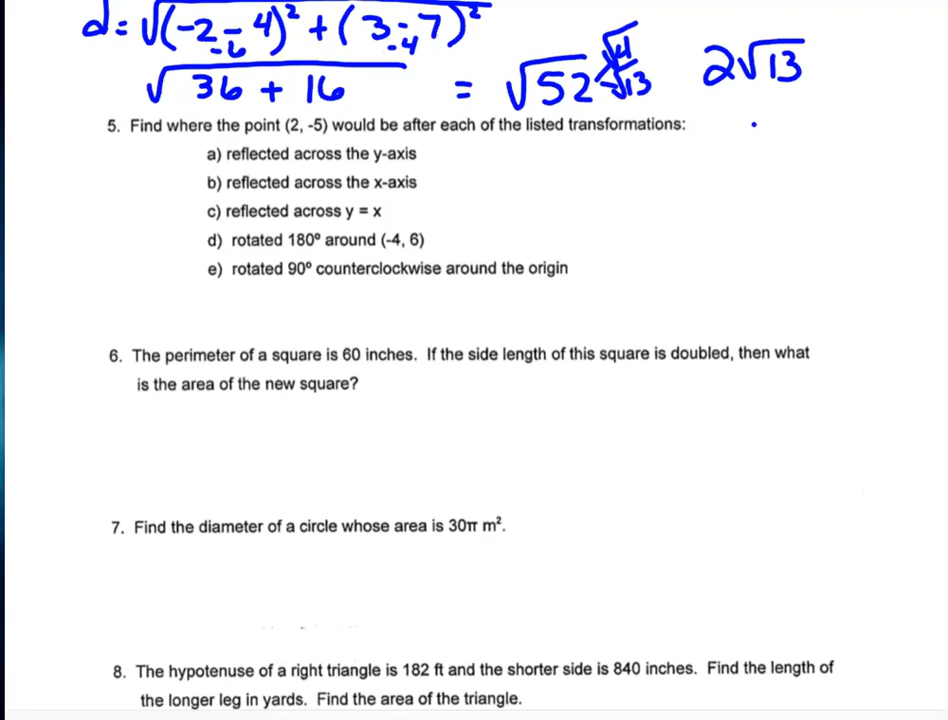 d = √(-2 - 4)² + (3 - 7)²
-6 -4
√36 + 16 = √52 √4 √13 2√13
5. Find where the point (2, -5) would be after each of the listed transformations:
a) reflected across the y-axis
b) reflected across the x-axis
c) reflected across y = x
d) rotated 180º around (-4, 6)
e) rotated 90º counterclockwise around the origin
6. The perimeter of a square is 60 inches. If the side length of this square is doubled, then what
is the area of the new square?
7. Find the diameter of a circle whose area is 30π m².
8. The hypotenuse of a right triangle is 182 ft and the shorter side is 840 inches. Find the length of
the longer leg in yards. Find the area of the triangle.